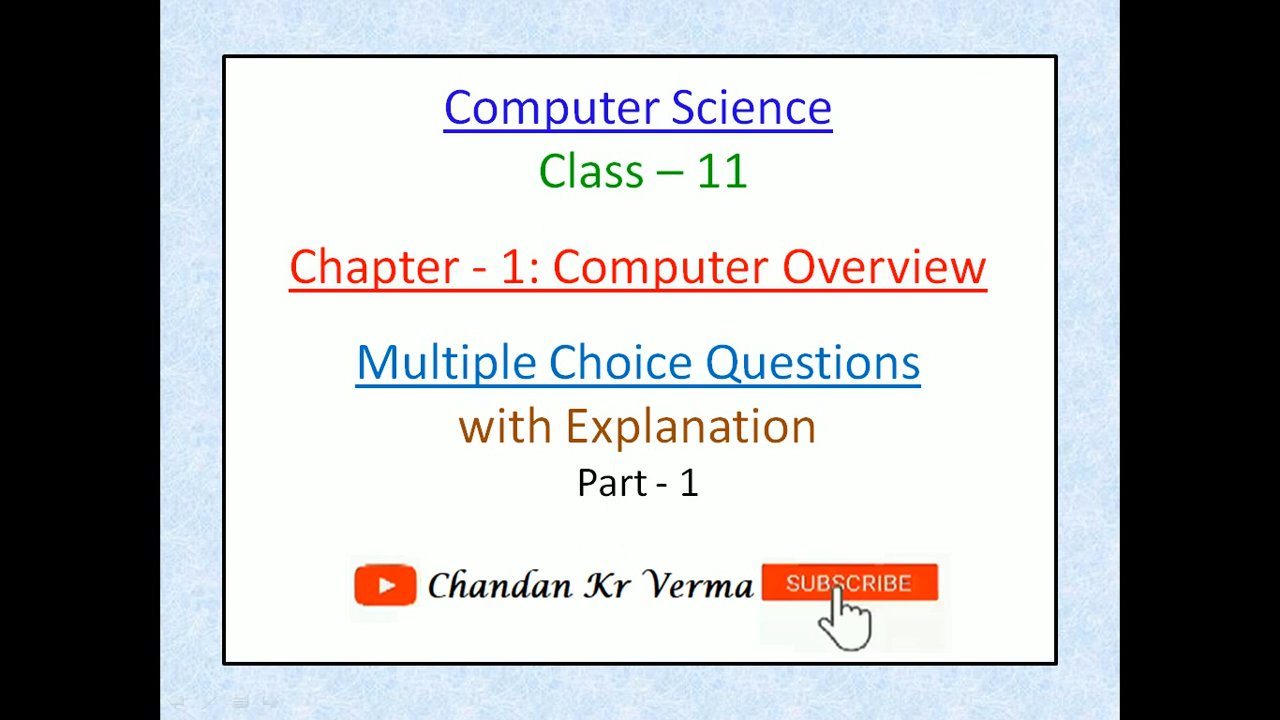 Computer Science
Class – 11
Chapter - 1: Computer Overview
Multiple Choice Questions
with Explanation
Part - 1
Chandan Kr Verma SUBSCRIBE